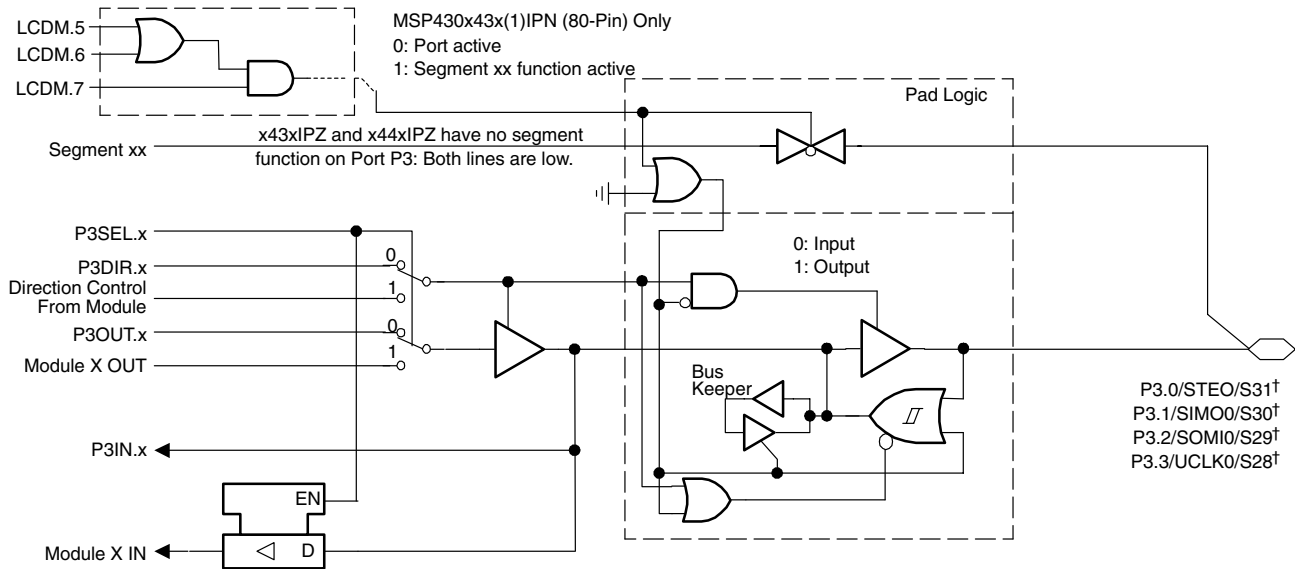 LCDM.5
LCDM.6
LCDM.7
MSP430x43x(1)IPN (80-Pin) Only
0: Port active
1: Segment xx function active
Pad Logic
x43xIPZ and x44xIPZ have no segment
function on Port P3: Both lines are low.
Segment xx
P3SEL.x
P3DIR.x
0
Direction Control
From Module
1
P3OUT.x
0
Module X OUT
1
0: Input
1: Output
Bus
Keeper
P3.0/STEO/S31†
P3.1/SIMO0/S30†
P3.2/SOMI0/S29†
P3.3/UCLK0/S28†
P3IN.x
EN
Module X IN
D